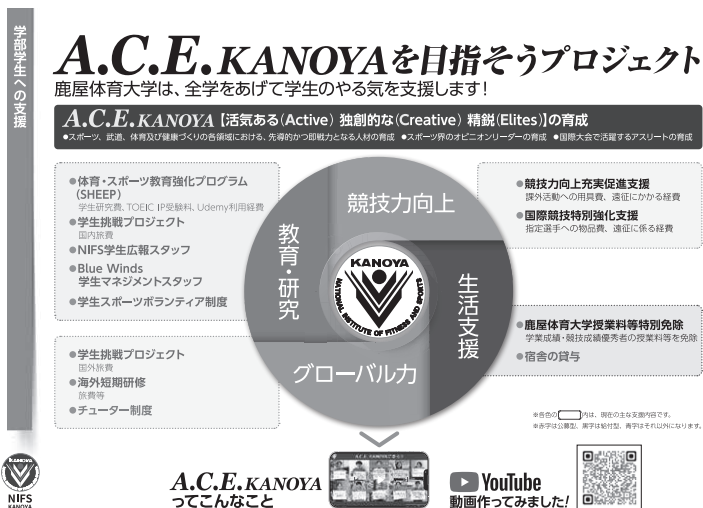 学部学生への支援
A.C.E.KANOYAを目指そうプロジェクト
鹿屋体育大学は、全学をあげて学生のやる気を支援します！
A.C.E.KANOYA【活気ある(Active) 独創的な(Creative) 精鋭(Elites)】の育成
●スポーツ、武道、体育及び健康づくりの各領域における、先導的かつ即戦力となる人材の育成 ●スポーツ界のオピニオンリーダーの育成 ●国際大会で活躍するアスリートの育成
●体育・スポーツ教育強化プログラム
(SHEEP)
学生研究費、TOEIC IP受験料、Udemy利用経費
●学生挑戦プロジェクト
国内旅費
●NIFS学生広報スタッフ
●Blue Winds
学生マネジメントスタッフ
●学生スポーツボランティア制度
●学生挑戦プロジェクト
国外旅費
●海外短期研修
旅費等
●チューター制度
競技力向上
教育・研究
生活支援
グローバル力
KANOYA
NATIONAL INSTITUTE OF FITNESS AND SPORTS
●競技力向上充実促進支援
課外活動への用具費、遠征にかかる経費
●国際競技特別強化支援
指定選手への物品費、遠征に係る経費
●鹿屋体育大学授業料等特別免除
学業成績・競技成績優秀者の授業料等を免除
●宿舎の貸与
※各色の 内は、現在の主な支援内容です。
※赤字は公募型、黒字は給付型、青字はそれ以外になります。
A.C.E.KANOYA
ってこんなこと
YouTube
動画作ってみました！
KANOYA
NIFS
KANOYA